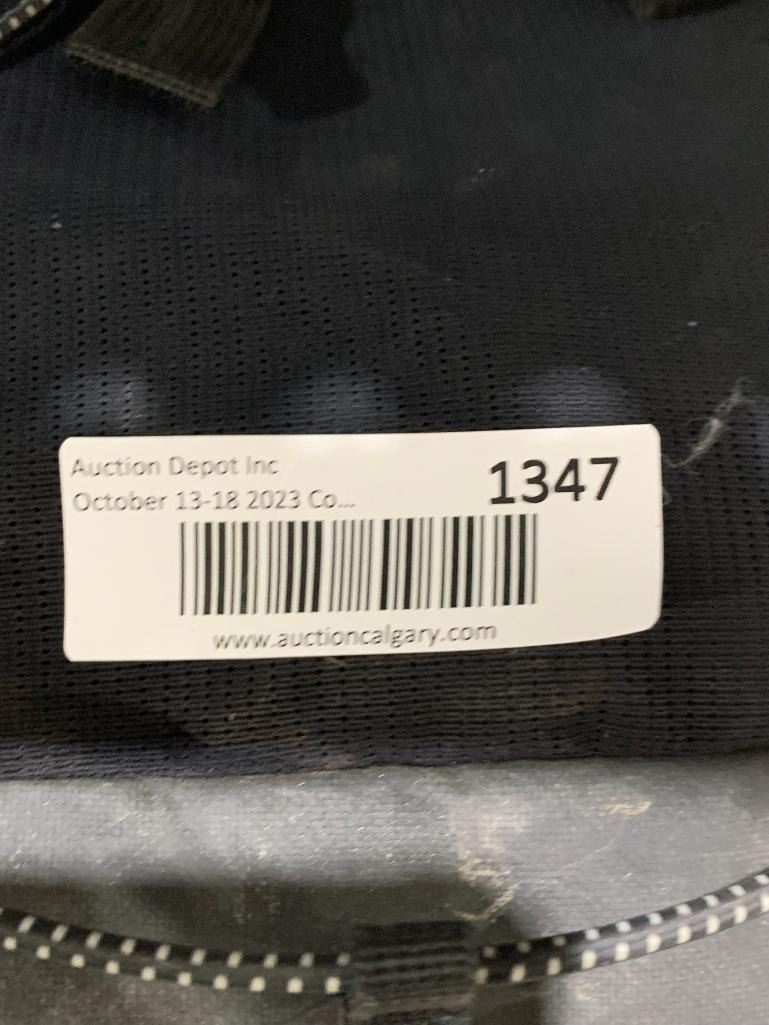 Auction Depot Inc
1347
October 13-18 2023 Co...
www.auctioncalgary.com